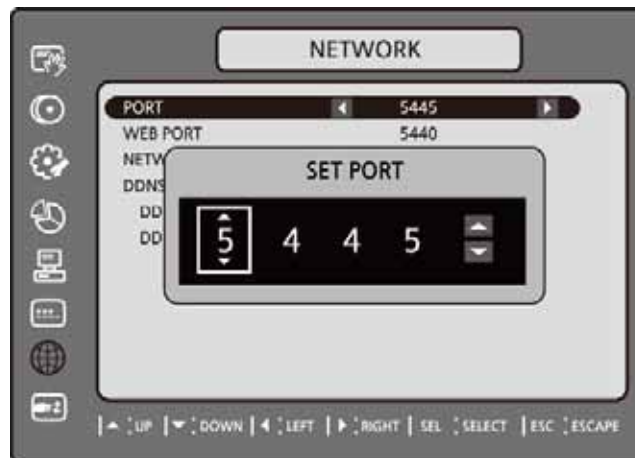 NETWORK
PORT 5445
WEB PORT 5440
NETW
DDNS
DD
DD
SET PORT
5 4 4 5
UP DOWN LEFT RIGHT SEL SELECT ESC ESCAPE